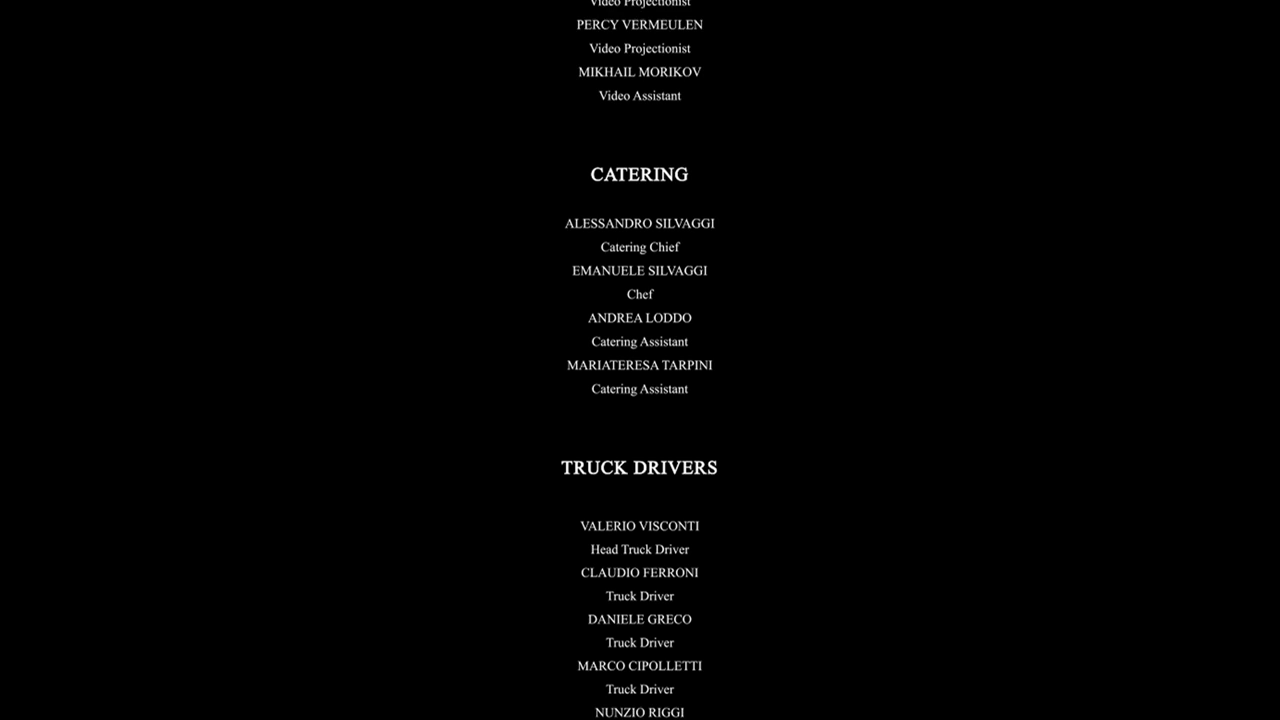 Video Projectionist
PERCY VERMEULEN
Video Projectionist
MIKHAIL MORIKOV
Video Assistant
CATERING
ALESSANDRO SILVAGGI
Catering Chief
EMANUELE SILVAGGI
Chef
ANDREA LODDO
Catering Assistant
MARIATERESA TARPINI
Catering Assistant
TRUCK DRIVERS
VALERIO VISCONTI
Head Truck Driver
CLAUDIO FERRONI
Truck Driver
DANIELE GRECO
Truck Driver
MARCO CIPOLLETTI
Truck Driver
NUNZIO RIGGI